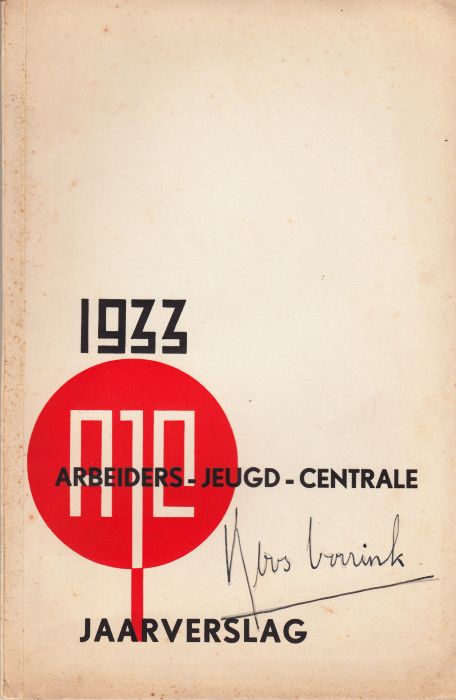 1933
AJC
ARBEIDERS-JEUGD-CENTRALE
Koos Vorrink
JAARVERSLAG